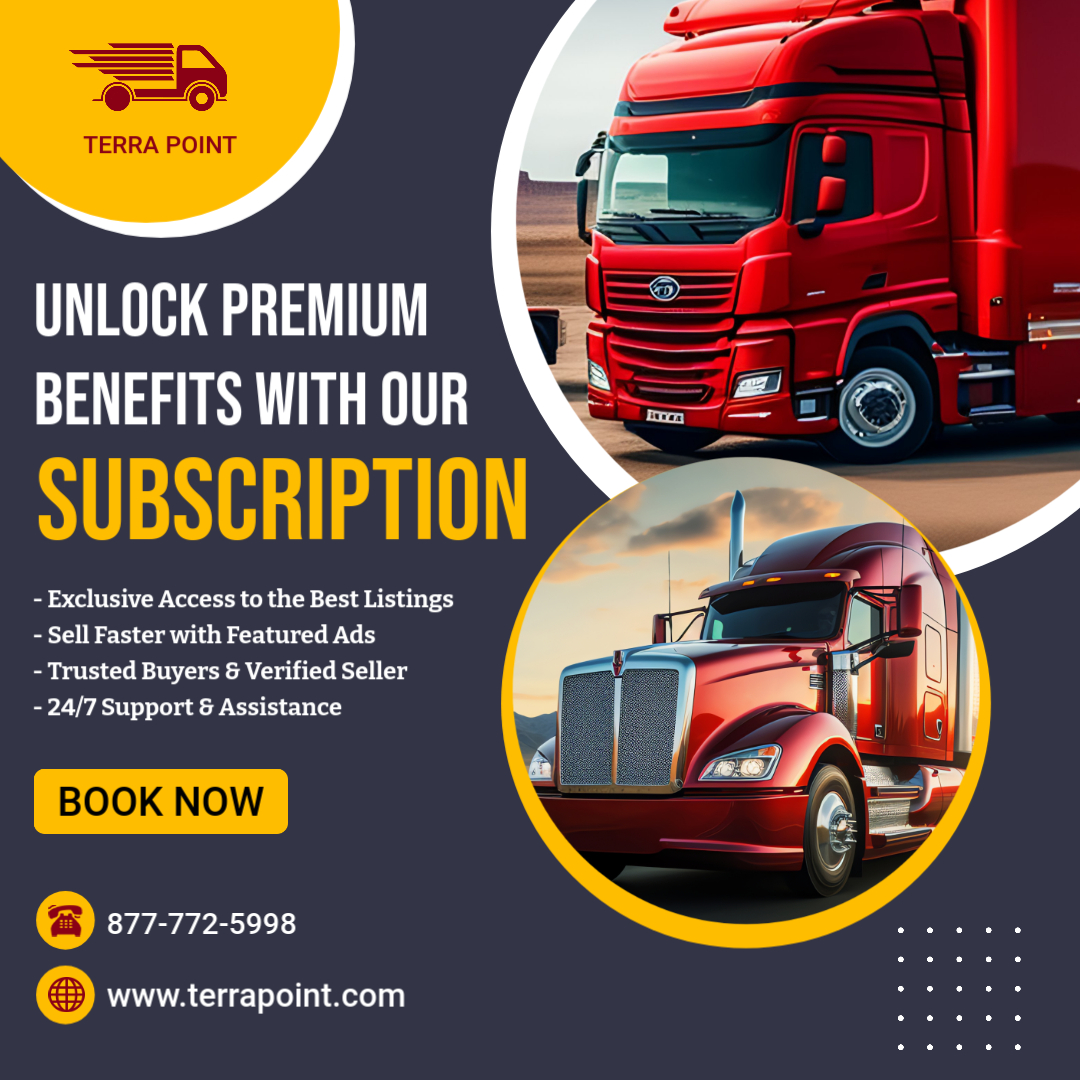 TERRA POINT
UNLOCK PREMIUM
BENEFITS WITH OUR
SUBSCRIPTION
- Exclusive Access to the Best Listings
- Sell Faster with Featured Ads
- Trusted Buyers & Verified Seller
- 24/7 Support & Assistance
BOOK NOW
877-772-5998
www.terrapoint.com